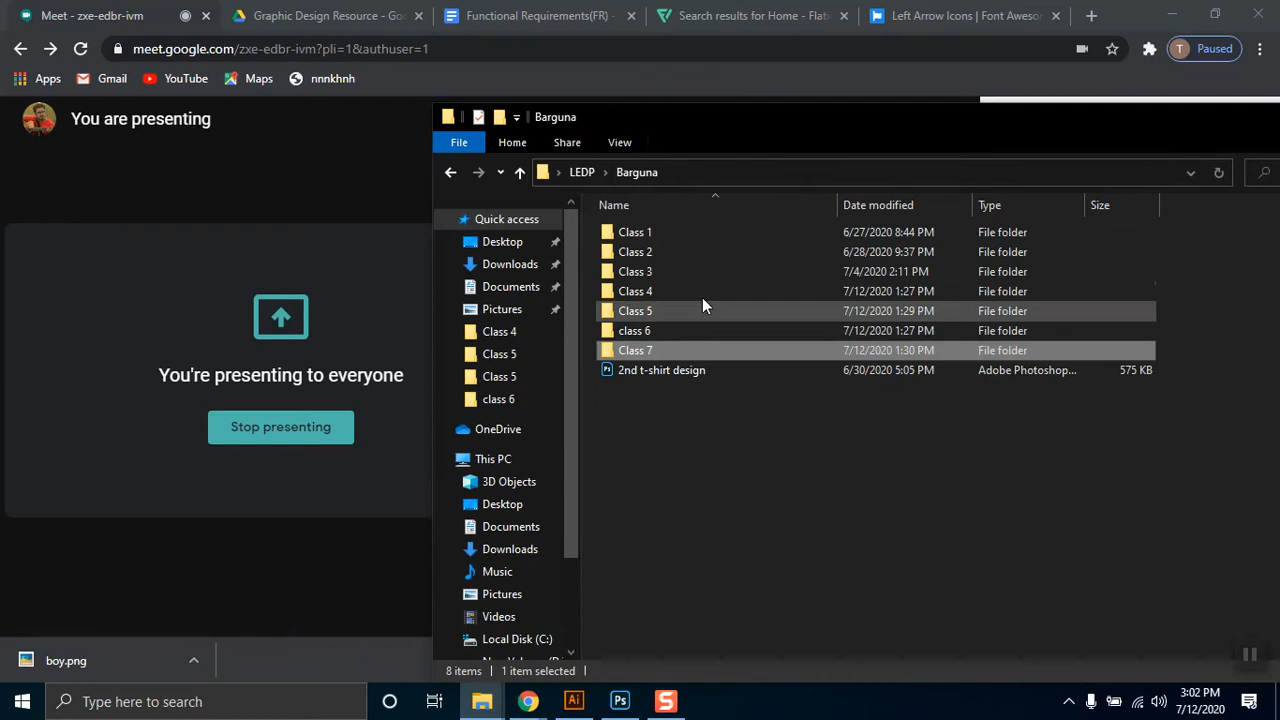 Meet - zxe-edbr-ivm
Graphic Design Resource - Goo
Functional Requirements(FR) -
Search results for Home - Flati
Left Arrow Icons | Font Aweson
meet.google.com/zxe-edbr-ivm?pli=1&authuser=1
T Paused
Apps Gmail YouTube Maps nnnkhnh
You are presenting
Barguna
File Home Share View
LEDP > Barguna
Name Date modified Type Size
Quick access
Desktop
Downloads
Documents
Pictures
Class 4
Class 5
Class 5
class 6
OneDrive
This PC
3D Objects
Desktop
Documents
Downloads
Music
Pictures
Videos
Local Disk (C:)
Class 1 6/27/2020 8:44 PM File folder
Class 2 6/28/2020 9:37 PM File folder
Class 3 7/4/2020 2:11 PM File folder
Class 4 7/12/2020 1:27 PM File folder
Class 5 7/12/2020 1:29 PM File folder
class 6 7/12/2020 1:27 PM File folder
Class 7 7/12/2020 1:30 PM File folder
2nd t-shirt design 6/30/2020 5:05 PM Adobe Photoshop... 575 KB
You're presenting to everyone
Stop presenting
boy.png
8 items 1 item selected
Type here to search
Ai Ps S
3:02 PM
7/12/2020